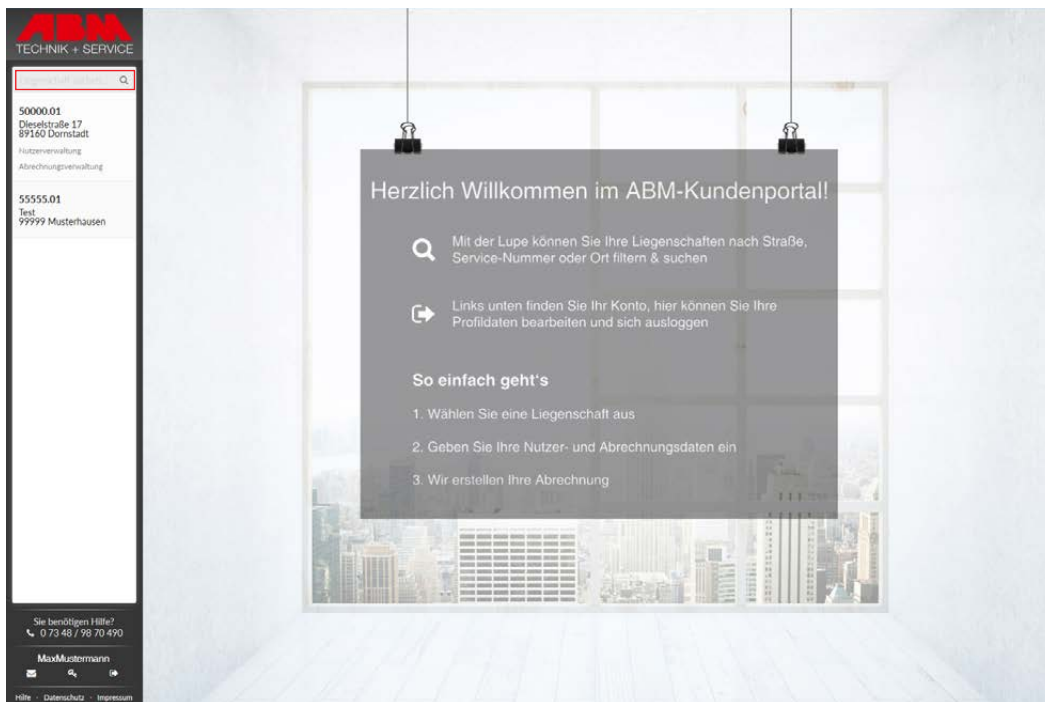 ABM
TECHNIK + SERVICE
Liegenschaft suchen...
50000.01
Dieselstraße 17
89160 Dornstadt
Nutzerverwaltung
Abrechnungsverwaltung
55555.01
Test
99999 Musterhausen
Sie benötigen Hilfe?
0 73 48 / 98 70 490
MaxMustermann
Hilfe - Datenschutz - Impressum
Herzlich Willkommen im ABM-Kundenportal!
Mit der Lupe können Sie Ihre Liegenschaften nach Straße,
Service-Nummer oder Ort filtern & suchen
Links unten finden Sie Ihr Konto, hier können Sie Ihre
Profildaten bearbeiten und sich ausloggen
So einfach geht's
1. Wählen Sie eine Liegenschaft aus
2. Geben Sie Ihre Nutzer- und Abrechnungsdaten ein
3. Wir erstellen Ihre Abrechnung